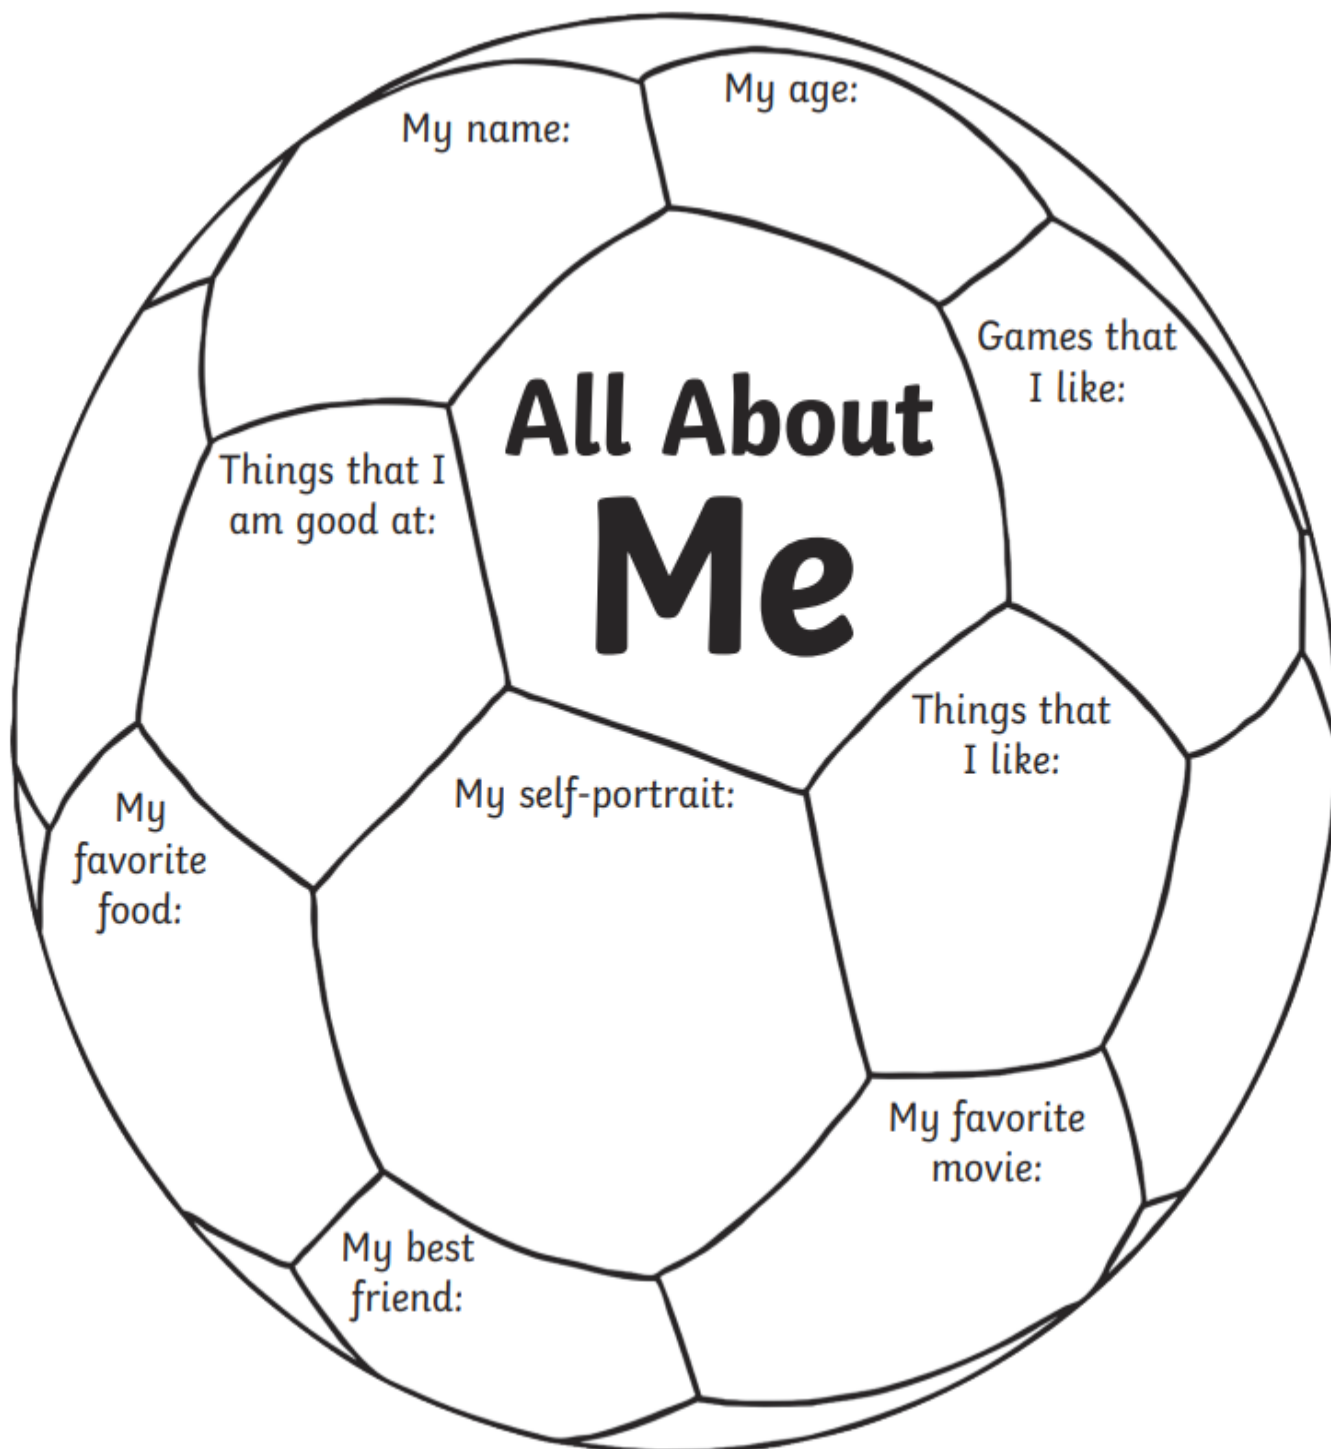 My name:
My age:
Games that
I like:
All About
Me
Things that I
am good at:
Things that
I like:
My self-portrait:
My
favorite
food:
My favorite
movie:
My best
friend: